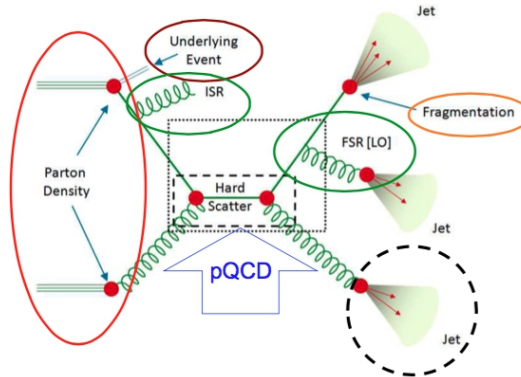 Jet
Underlying
Event
ISR
Fragmentation
FSR [LO]
Parton
Density
Hard
Scatter
Jet
pQCD
Jet